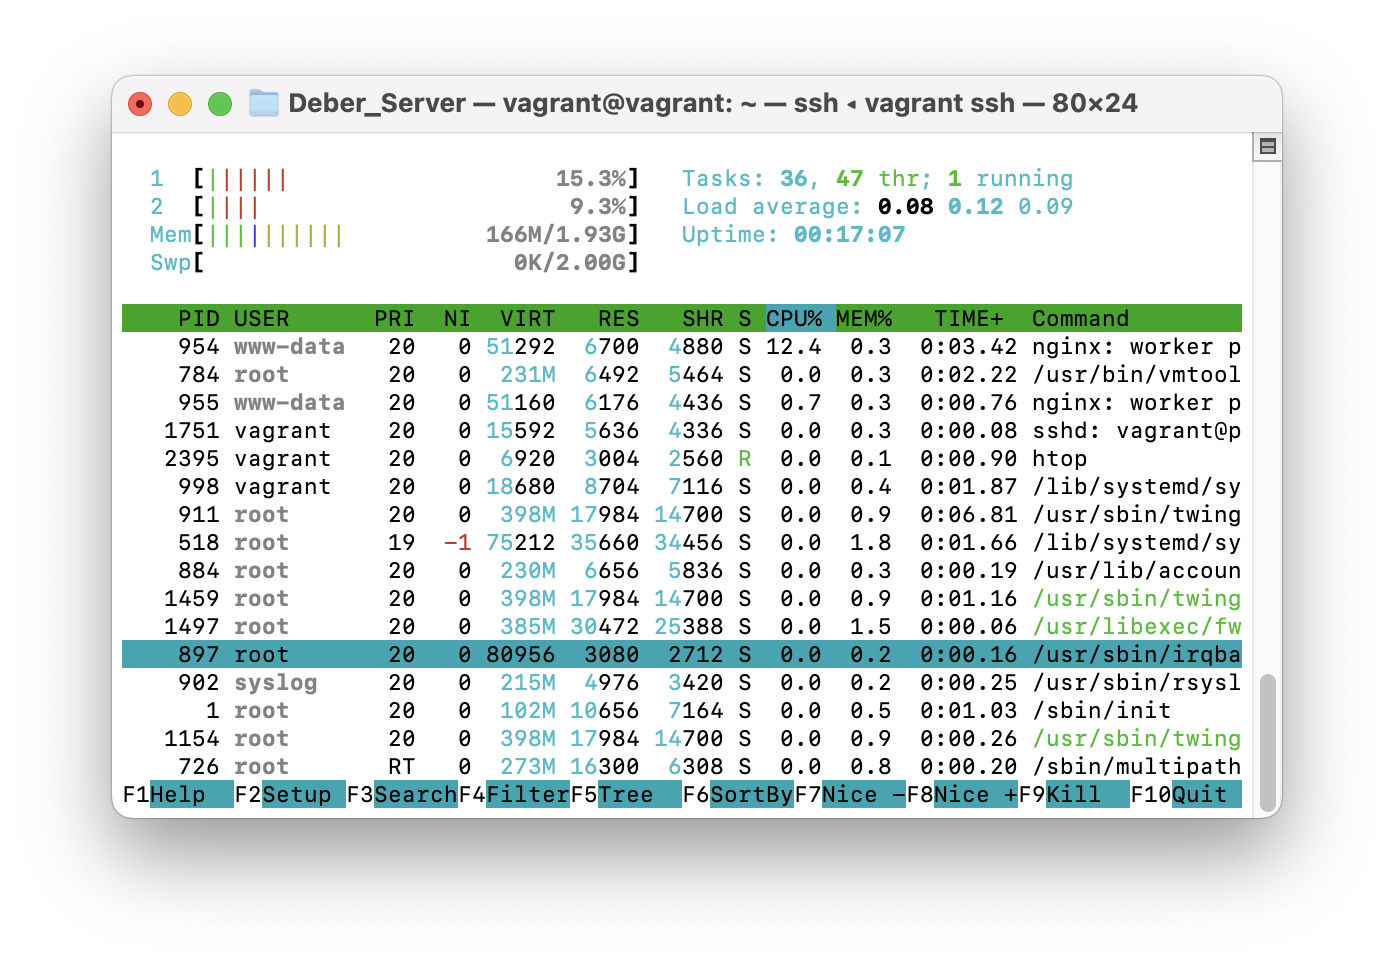 Deber_Server — vagrant@vagrant: ~ — ssh ◂ vagrant ssh — 80×24
1  [|||||| 15.3%]   Tasks: 36, 47 thr; 1 running
2  [|||| 9.3%]   Load average: 0.08 0.12 0.09
Mem[|||||||||| 166M/1.93G]   Uptime: 00:17:07
Swp[ 0K/2.00G]
PID USER PRI NI VIRT RES SHR S CPU% MEM% TIME+ Command
954 www-data 20 0 51292 6700 4880 S 12.4 0.3 0:03.42 nginx: worker p
784 root 20 0 231M 6492 5464 S 0.0 0.3 0:02.22 /usr/bin/vmtool
955 www-data 20 0 51160 6176 4436 S 0.7 0.3 0:00.76 nginx: worker p
1751 vagrant 20 0 15592 5636 4336 S 0.0 0.3 0:00.08 sshd: vagrant@p
2395 vagrant 20 0 6920 3004 2560 R 0.0 0.1 0:00.90 htop
998 vagrant 20 0 18680 8704 7116 S 0.0 0.4 0:01.87 /lib/systemd/sy
911 root 20 0 398M 17984 14700 S 0.0 0.9 0:06.81 /usr/sbin/twing
518 root 19 -1 75212 35660 34456 S 0.0 1.8 0:01.66 /lib/systemd/sy
884 root 20 0 230M 6656 5836 S 0.0 0.3 0:00.19 /usr/lib/accoun
1459 root 20 0 398M 17984 14700 S 0.0 0.9 0:01.16 /usr/sbin/twing
1497 root 20 0 385M 30472 25388 S 0.0 1.5 0:00.06 /usr/libexec/fw
897 root 20 0 80956 3080 2712 S 0.0 0.2 0:00.16 /usr/sbin/irqba
902 syslog 20 0 215M 4976 3420 S 0.0 0.2 0:00.25 /usr/sbin/rsysl
1 root 20 0 102M 10656 7164 S 0.0 0.5 0:01.03 /sbin/init
1154 root 20 0 398M 17984 14700 S 0.0 0.9 0:00.26 /usr/sbin/twing
726 root RT 0 273M 16300 6308 S 0.0 0.8 0:00.20 /sbin/multipath
F1Help F2Setup F3SearchF4FilterF5Tree F6SortByF7Nice -F8Nice +F9Kill F10Quit